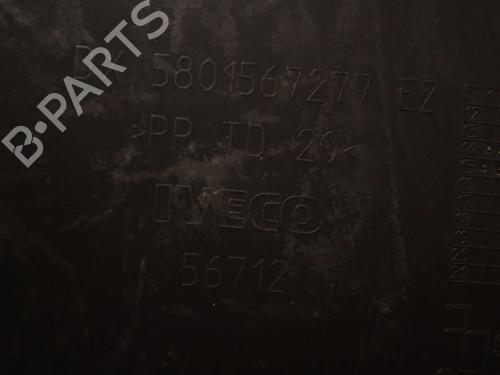 B-PARTS
5801567277 EZ
>PP TD 20<
IVECO
56712